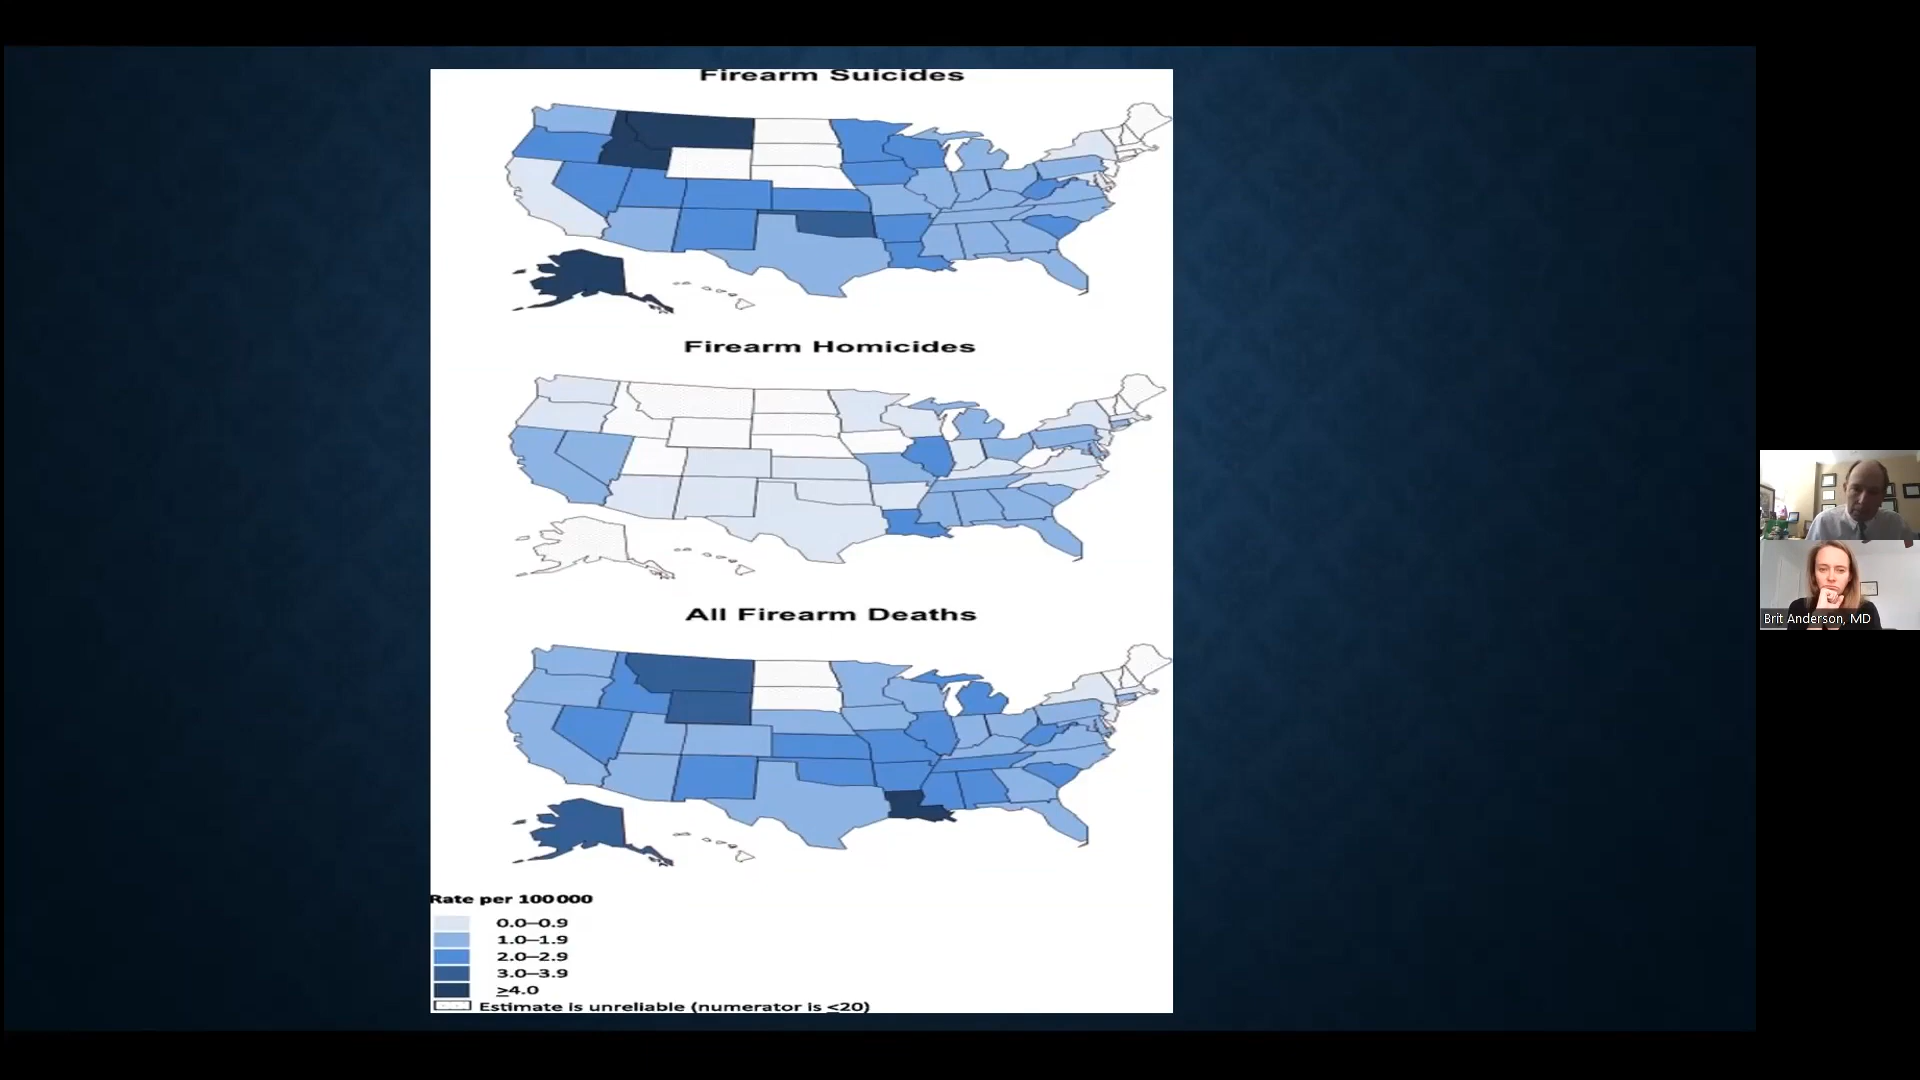 Firearm Suicides
Firearm Homicides
All Firearm Deaths
Rate per 100 000
0.0–0.9
1.0–1.9
2.0–2.9
3.0–3.9
≥4.0
Estimate is unreliable (numerator is <20)
Brit Anderson, MD